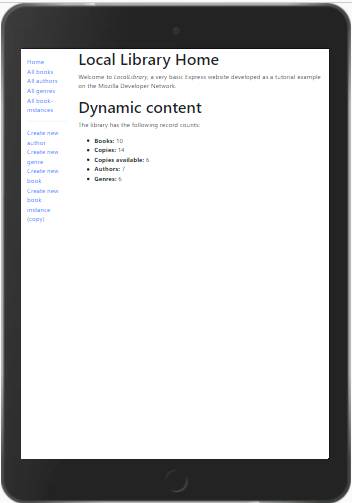 Home
All books
All authors
All genres
All book-
instances
Create new
author
Create new
genre
Create new
book
Create new
book
instance
(copy)
Local Library Home
Welcome to LocalLibrary, a very basic Express website developed as a tutorial example
on the Mozilla Developer Network.
Dynamic content
The library has the following record counts:
Books: 10
Copies: 14
Copies available: 6
Authors: 7
Genres: 6